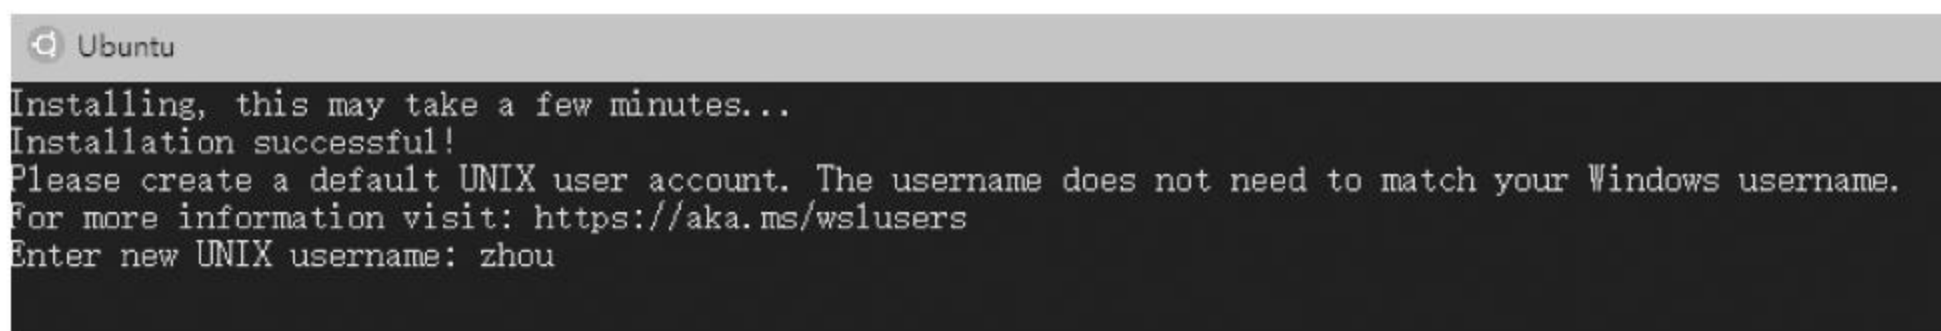 Ubuntu
Installing, this may take a few minutes...
Installation successful!
Please create a default UNIX user account. The username does not need to match your Windows username.
For more information visit: https://aka.ms/wslusers
Enter new UNIX username: zhou